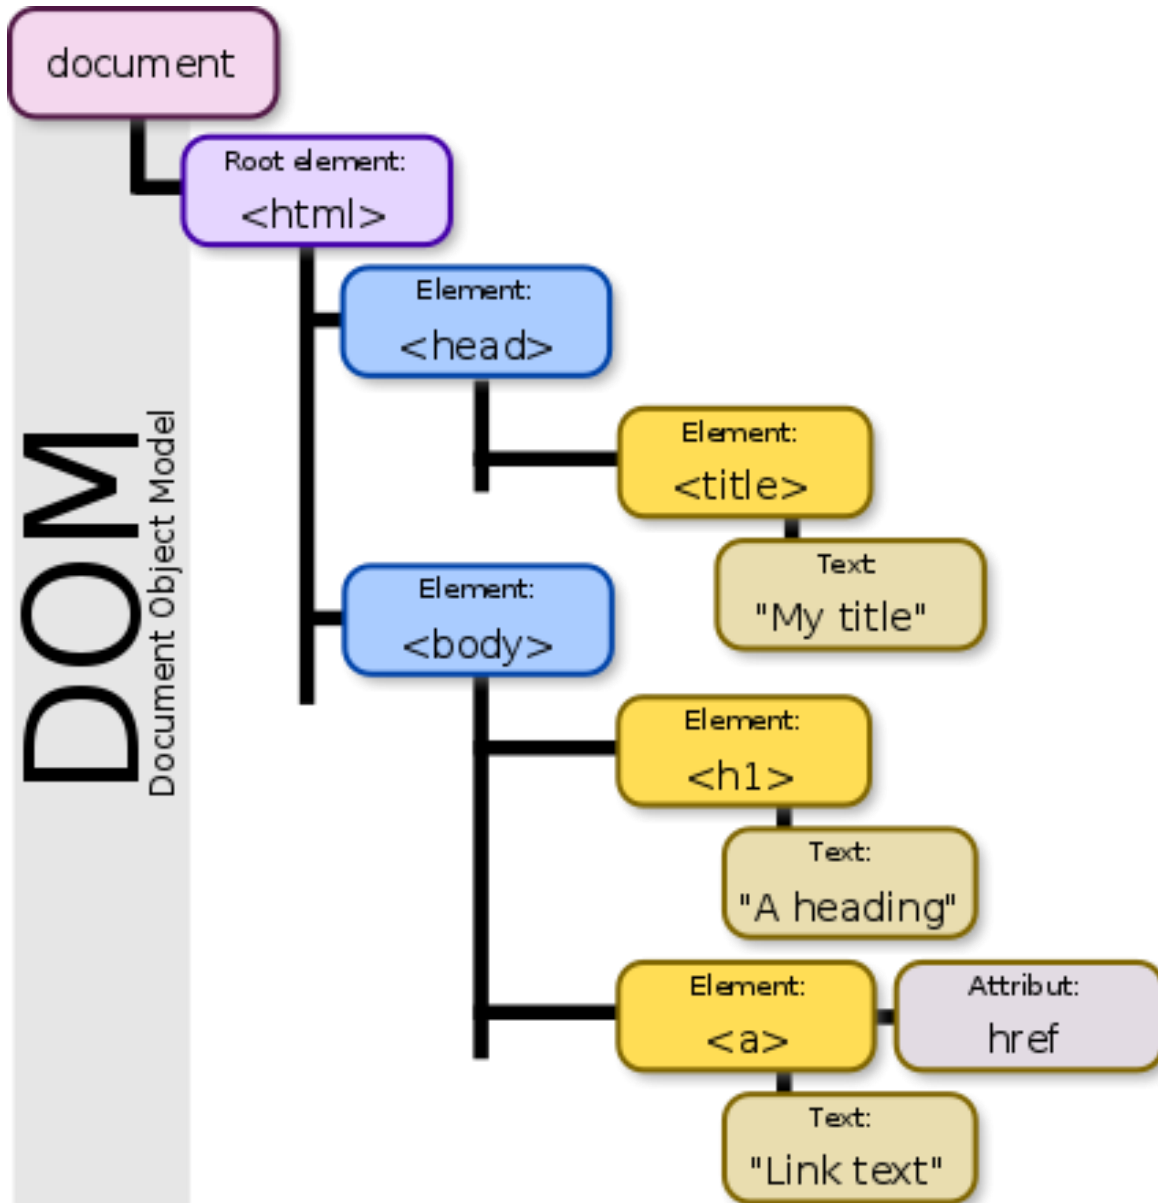 document
Root element:
<html>
Element:
<head>
Element:
<title>
Text
"My title"
Element:
<body>
Element:
<h1>
Text:
"A heading"
Element:
<a>
Attribut:
href
Text:
"Link text"
DOM
Document Object Model